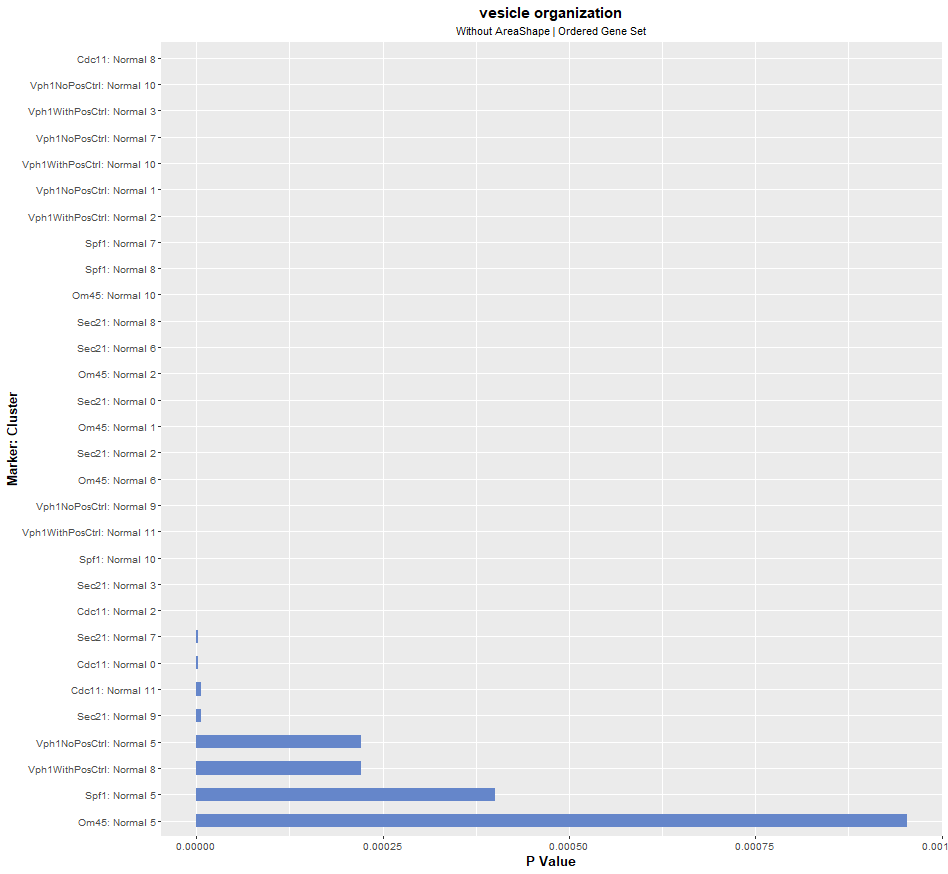 vesicle organization
Without AreaShape | Ordered Gene Set
Cdc11: Normal 8
Vph1NoPosCtrl: Normal 10
Vph1WithPosCtrl: Normal 3
Vph1NoPosCtrl: Normal 7
Vph1WithPosCtrl: Normal 10
Vph1NoPosCtrl: Normal 1
Vph1WithPosCtrl: Normal 2
Spf1: Normal 7
Spf1: Normal 8
Om45: Normal 10
Sec21: Normal 8
Sec21: Normal 6
Om45: Normal 2
Sec21: Normal 0
Om45: Normal 1
Sec21: Normal 2
Om45: Normal 6
Vph1NoPosCtrl: Normal 9
Vph1WithPosCtrl: Normal 11
Spf1: Normal 10
Sec21: Normal 3
Cdc11: Normal 2
Sec21: Normal 7
Cdc11: Normal 0
Cdc11: Normal 11
Sec21: Normal 9
Vph1NoPosCtrl: Normal 5
Vph1WithPosCtrl: Normal 8
Spf1: Normal 5
Om45: Normal 5
Marker: Cluster
0.00000 0.00025 0.00050 0.00075 0.001
P Value